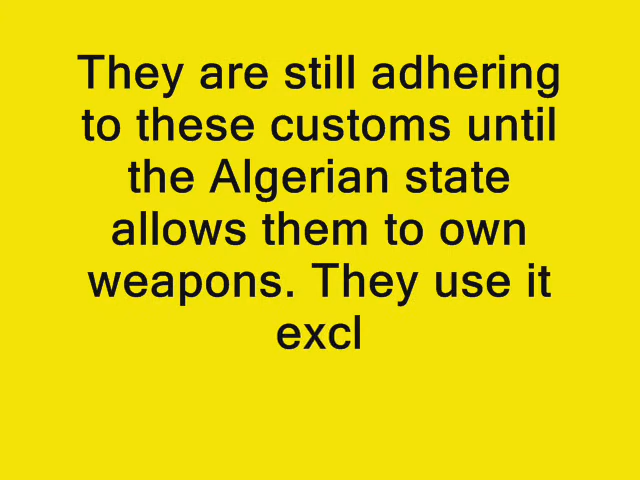 They are still adhering
to these customs until
the Algerian state
allows them to own
weapons. They use it
excl